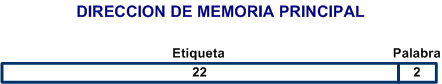 DIRECCION DE MEMORIA PRINCIPAL
Etiqueta Palabra
22 2